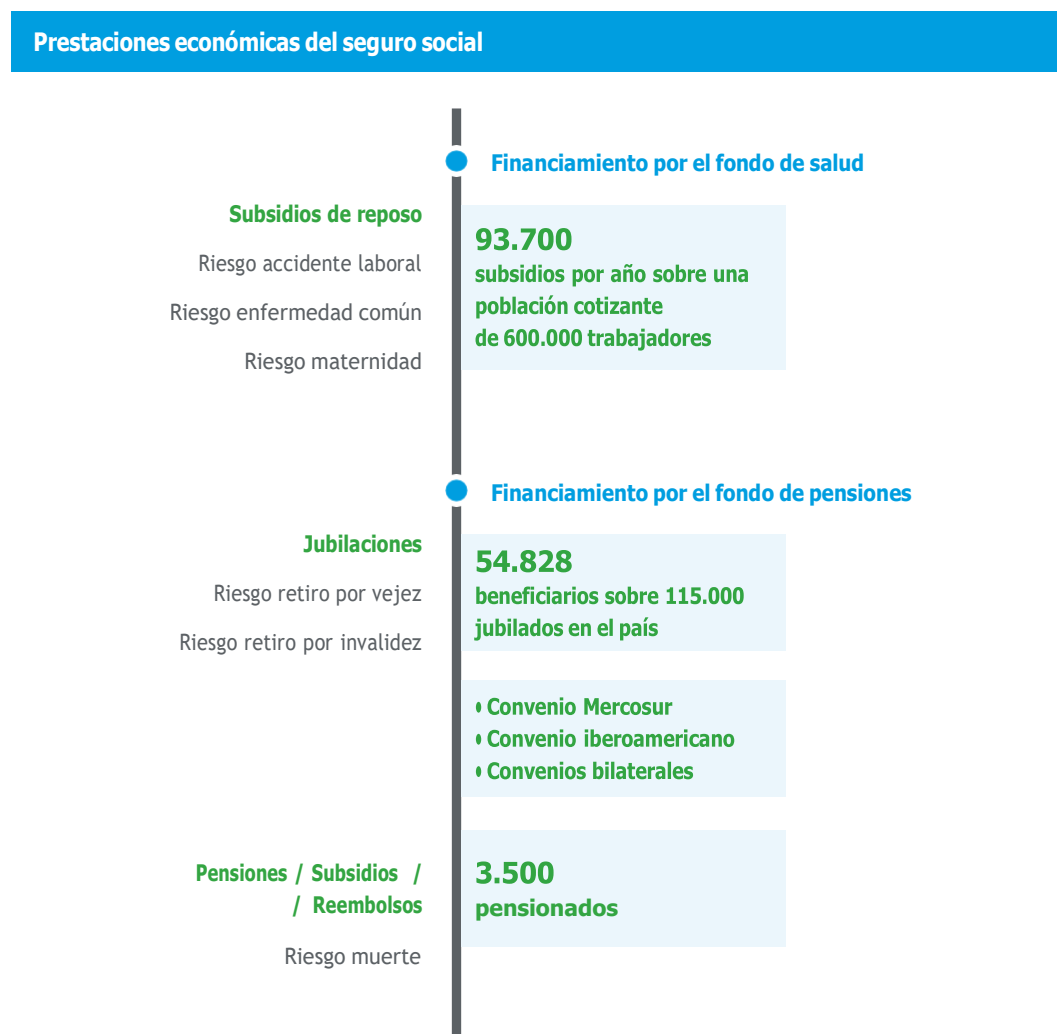 Prestaciones económicas del seguro social
Financiamiento por el fondo de salud
Subsidios de reposo
Riesgo accidente laboral
Riesgo enfermedad común
Riesgo maternidad
93.700
subsidios por año sobre una
población cotizante
de 600.000 trabajadores
Financiamiento por el fondo de pensiones
Jubilaciones
Riesgo retiro por vejez
Riesgo retiro por invalidez
54.828
beneficiarios sobre 115.000
jubilados en el país
• Convenio Mercosur
• Convenio iberoamericano
• Convenios bilaterales
Pensiones / Subsidios /
/ Reembolsos
Riesgo muerte
3.500
pensionados